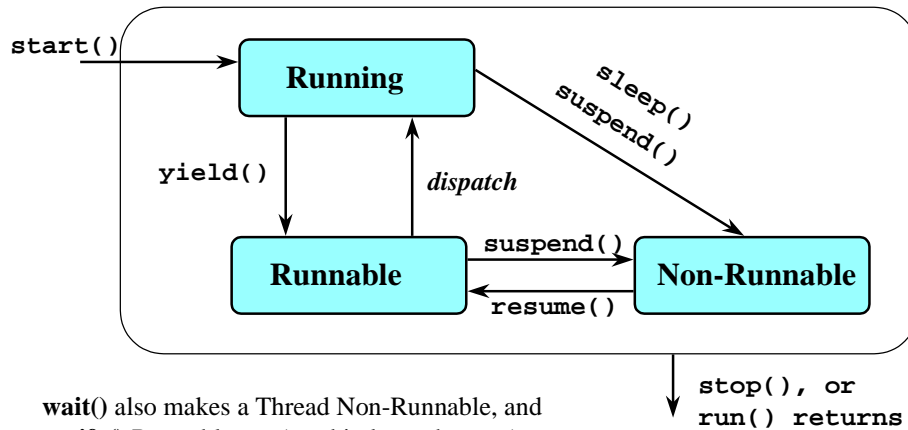 start()
Running
sleep()
suspend()
yield()
dispatch
Runnable
suspend()
Non-Runnable
resume()
stop(), or
run() returns
wait() also makes a Thread Non-Runnable, and